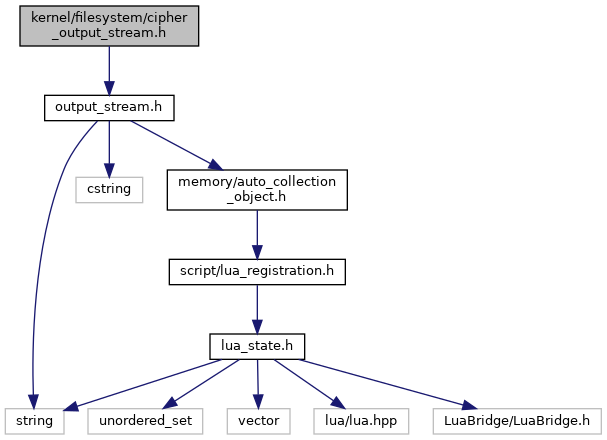 kernel/filesystem/cipher
_output_stream.h
output_stream.h
cstring
memory/auto_collection
_object.h
script/lua_registration.h
lua_state.h
string
unordered_set
vector
lua/lua.hpp
LuaBridge/LuaBridge.h